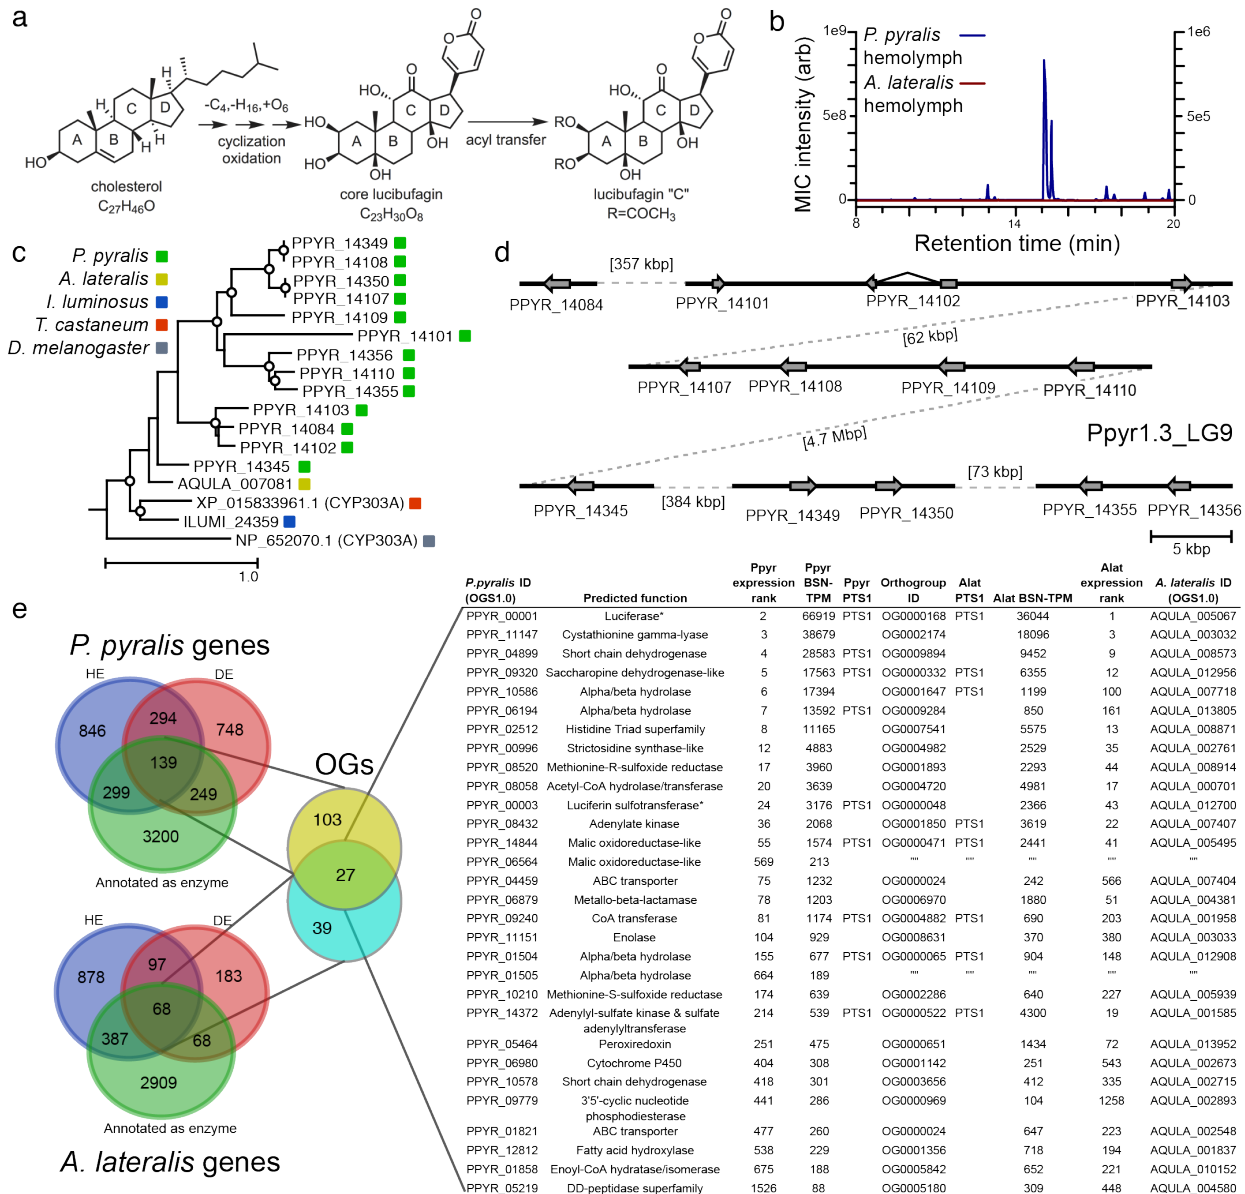 a
H
H
H
H
HO
A
B
C
D
cholesterol
C27H46O
-C4,-H16,+O6
cyclization
oxidation
O
O
O
HO
HO
HO
A
B
C
D
OH
OH
core lucibufagin
C23H30O8
acyl transfer
O
O
O
HO
RO
RO
A
B
C
D
OH
OH
lucibufagin "C"
R=COCH3
b
MIC intensity (arb)
1e9
5e8
0
1e6
5e5
0
P. pyralis
hemolymph
A. lateralis
hemolymph
8
14
20
Retention time (min)
c
P. pyralis
A. lateralis
I. luminosus
T. castaneum
D. melanogaster
PPYR_14349
PPYR_14108
PPYR_14350
PPYR_14107
PPYR_14109
PPYR_14101
PPYR_14356
PPYR_14110
PPYR_14355
PPYR_14103
PPYR_14084
PPYR_14102
PPYR_14345
AQULA_007081
XP_015833961.1 (CYP303A)
ILUMI_24359
NP_652070.1 (CYP303A)
1.0
d
[357 kbp]
PPYR_14084
PPYR_14101
PPYR_14102
PPYR_14103
[62 kbp]
PPYR_14107
PPYR_14108
PPYR_14109
PPYR_14110
[4.7 Mbp]
Ppyr1.3_LG9
[384 kbp]
[73 kbp]
PPYR_14345
PPYR_14349
PPYR_14350
PPYR_14355
PPYR_14356
5 kbp
e
P. pyralis genes
HE
DE
846
294
748
139
299
249
3200
Annotated as enzyme
OGs
103
27
39
HE
DE
878
97
183
68
387
68
2909
Annotated as enzyme
A. lateralis genes
P.pyralis ID (OGS1.0) Predicted function Ppyr expression rank Ppyr BSN-TPM Ppyr PTS1 Orthogroup ID Alat PTS1 Alat BSN-TPM Alat expression rank A. lateralis ID (OGS1.0)
PPYR_00001 Luciferase* 2 66919 PTS1 OG0000168 PTS1 36044 1 AQULA_005067
PPYR_11147 Cystathionine gamma-lyase 3 38679 OG0002174 18096 3 AQULA_003032
PPYR_04899 Short chain dehydrogenase 4 28583 PTS1 OG0009894 9452 9 AQULA_008573
PPYR_09320 Saccharopine dehydrogenase-like 5 17563 PTS1 OG0000332 PTS1 6355 12 AQULA_012956
PPYR_10586 Alpha/beta hydrolase 6 17394 OG0001647 PTS1 1199 100 AQULA_007718
PPYR_06194 Alpha/beta hydrolase 7 13592 PTS1 OG0009284 850 161 AQULA_013805
PPYR_02512 Histidine Triad superfamily 8 11165 OG0007541 5575 13 AQULA_008871
PPYR_00996 Strictosidine synthase-like 12 4883 OG0004982 2529 35 AQULA_002761
PPYR_08520 Methionine-R-sulfoxide reductase 17 3960 OG0001893 2293 44 AQULA_008914
PPYR_08058 Acetyl-CoA hydrolase/transferase 20 3639 OG0004720 4981 17 AQULA_000701
PPYR_00003 Luciferin sulfotransferase* 24 3176 PTS1 OG0000048 2366 43 AQULA_012700
PPYR_08432 Adenylate kinase 36 2068 OG0001850 PTS1 3619 22 AQULA_007407
PPYR_14844 Malic oxidoreductase-like 55 1574 PTS1 OG0000471 PTS1 2441 41 AQULA_005495
PPYR_06564 Malic oxidoreductase-like 569 213 "" "" "" "" ""
PPYR_04459 ABC transporter 75 1232 OG0000024 242 566 AQULA_007404
PPYR_06879 Metallo-beta-lactamase 78 1203 OG0006970 1880 51 AQULA_004381
PPYR_09240 CoA transferase 81 1174 PTS1 OG0004882 PTS1 690 203 AQULA_001958
PPYR_11151 Enolase 104 929 OG0008631 370 380 AQULA_003033
PPYR_01504 Alpha/beta hydrolase 155 677 PTS1 OG0000065 PTS1 904 148 AQULA_012908
PPYR_01505 Alpha/beta hydrolase 664 189 "" "" "" "" ""
PPYR_10210 Methionine-S-sulfoxide reductase 174 639 OG0002286 640 227 AQULA_005939
PPYR_14372 Adenylyl-sulfate kinase & sulfate 214 539 PTS1 OG0000522 PTS1 4300 19 AQULA_001585
adenylyltransferase
PPYR_05464 Peroxiredoxin 251 475 OG0000651 1434 72 AQULA_013952
PPYR_06980 Cytochrome P450 404 308 OG0001142 251 543 AQULA_002673
PPYR_10578 Short chain dehydrogenase 418 301 OG0003656 412 335 AQULA_002715
PPYR_09779 3'5'-cyclic nucleotide 441 286 OG0000969 104 1258 AQULA_002893
phosphodiesterase
PPYR_01821 ABC transporter 477 260 OG0000024 647 223 AQULA_002548
PPYR_12812 Fatty acid hydroxylase 538 229 OG0001356 718 194 AQULA_001837
PPYR_01858 Enoyl-CoA hydratase/isomerase 675 188 OG0005842 652 221 AQULA_010152
PPYR_05219 DD-peptidase superfamily 1526 88 OG0005180 309 448 AQULA_004580